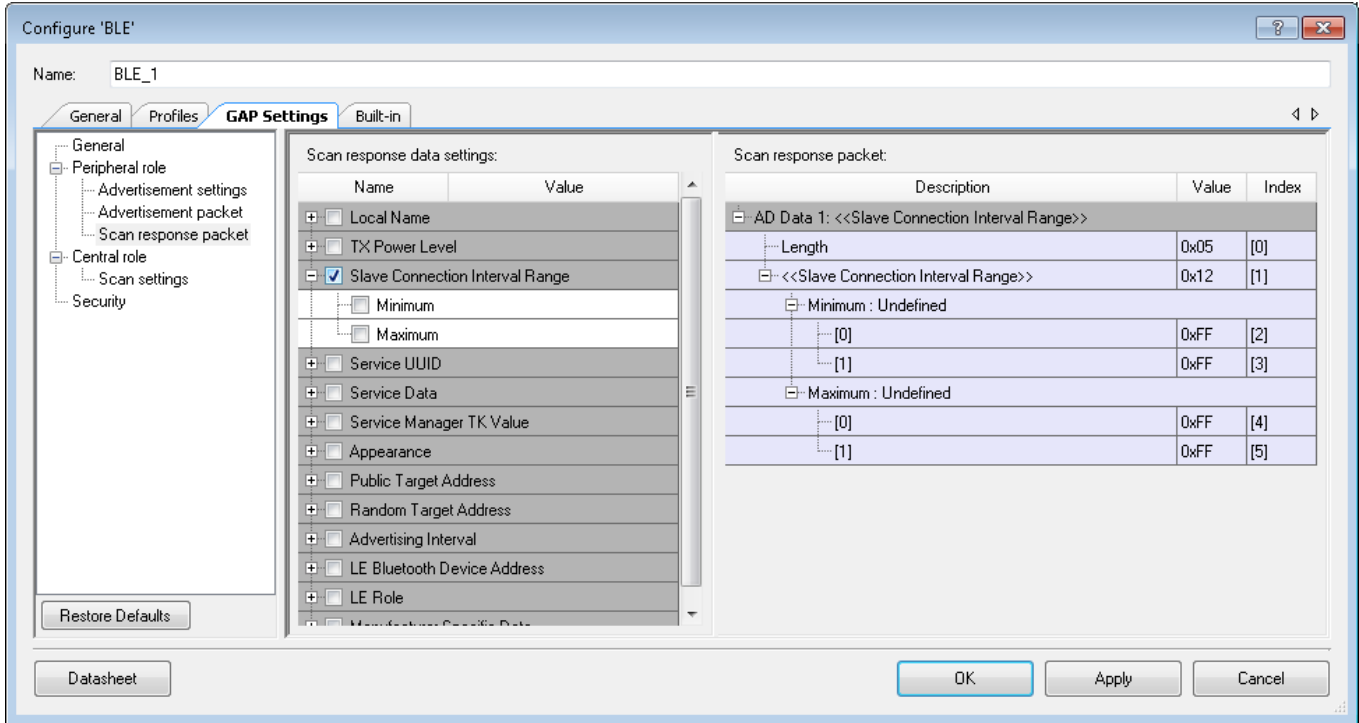 Configure 'BLE'
Name: BLE_1
General Profiles GAP Settings Built-in
General
Peripheral role
Advertisement settings
Advertisement packet
Scan response packet
Central role
Scan settings
Security
Restore Defaults
Scan response data settings:
Name Value
Local Name
TX Power Level
Slave Connection Interval Range
Minimum
Maximum
Service UUID
Service Data
Service Manager TK Value
Appearance
Public Target Address
Random Target Address
Advertising Interval
LE Bluetooth Device Address
LE Role
Manufacturer Specific Data
Scan response packet:
Description Value Index
AD Data 1: <<Slave Connection Interval Range>>
Length 0x05 [0]
<<Slave Connection Interval Range>> 0x12 [1]
Minimum : Undefined
[0] 0xFF [2]
[1] 0xFF [3]
Maximum : Undefined
[0] 0xFF [4]
[1] 0xFF [5]
Datasheet OK Apply Cancel